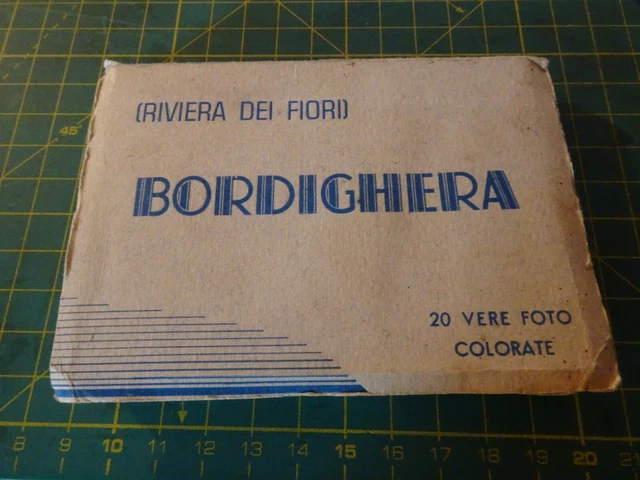 (RIVIERA DEI FIORI)
BORDIGHERA
20 VERE FOTO
COLORATE
45°
8 9 10 11 12 13 14 15 16 17 18 19 20 21